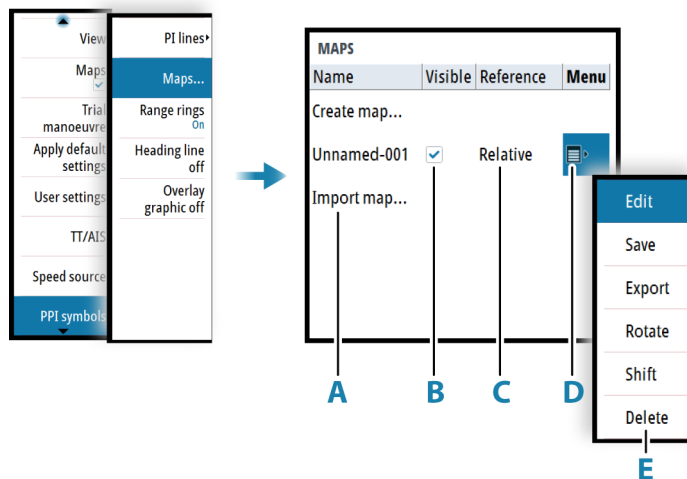 View
Maps
Trial
manoeuvre
Apply default
settings
User settings
TT/AIS
Speed source
PPI symbols
PI lines
Maps...
Range rings
On
Heading line
off
Overlay
graphic off
MAPS
Name Visible Reference Menu
Create map...
Unnamed-001 Relative
Import map...
Edit
Save
Export
Rotate
Shift
Delete
A B C D
E